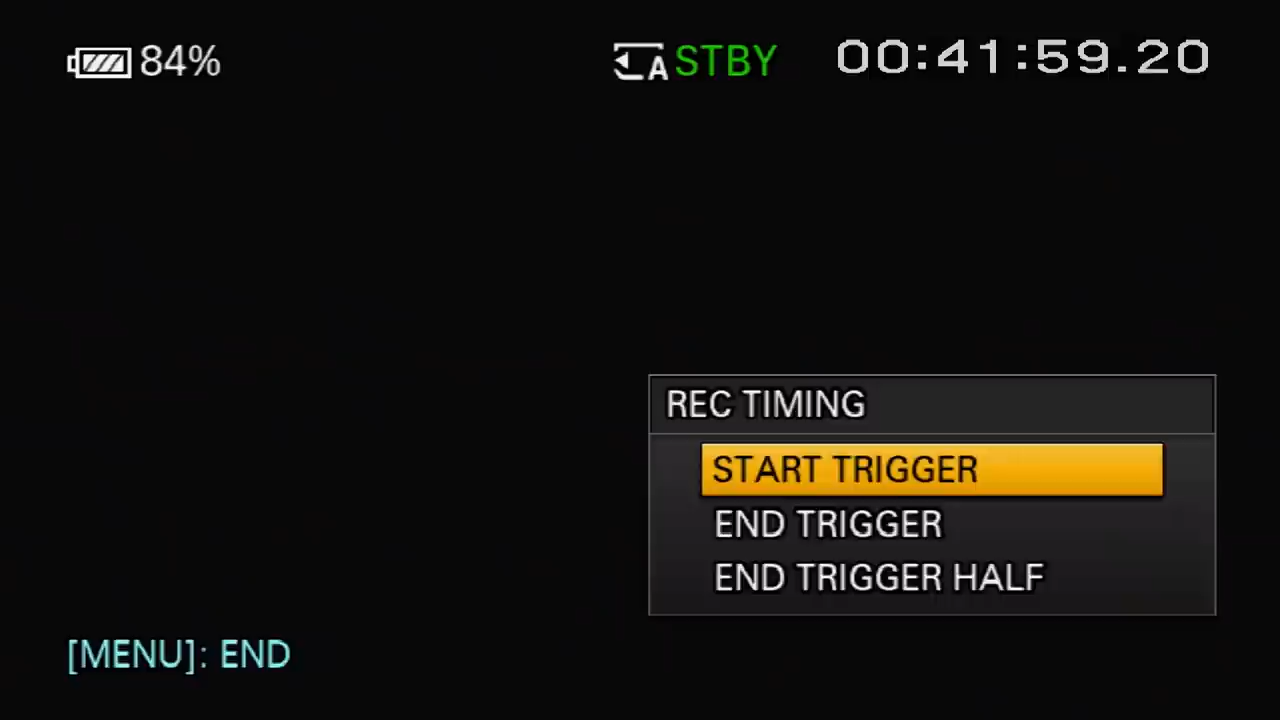 84%
A STBY 00:41:59.20
REC TIMING
START TRIGGER
END TRIGGER
END TRIGGER HALF
[MENU]: END